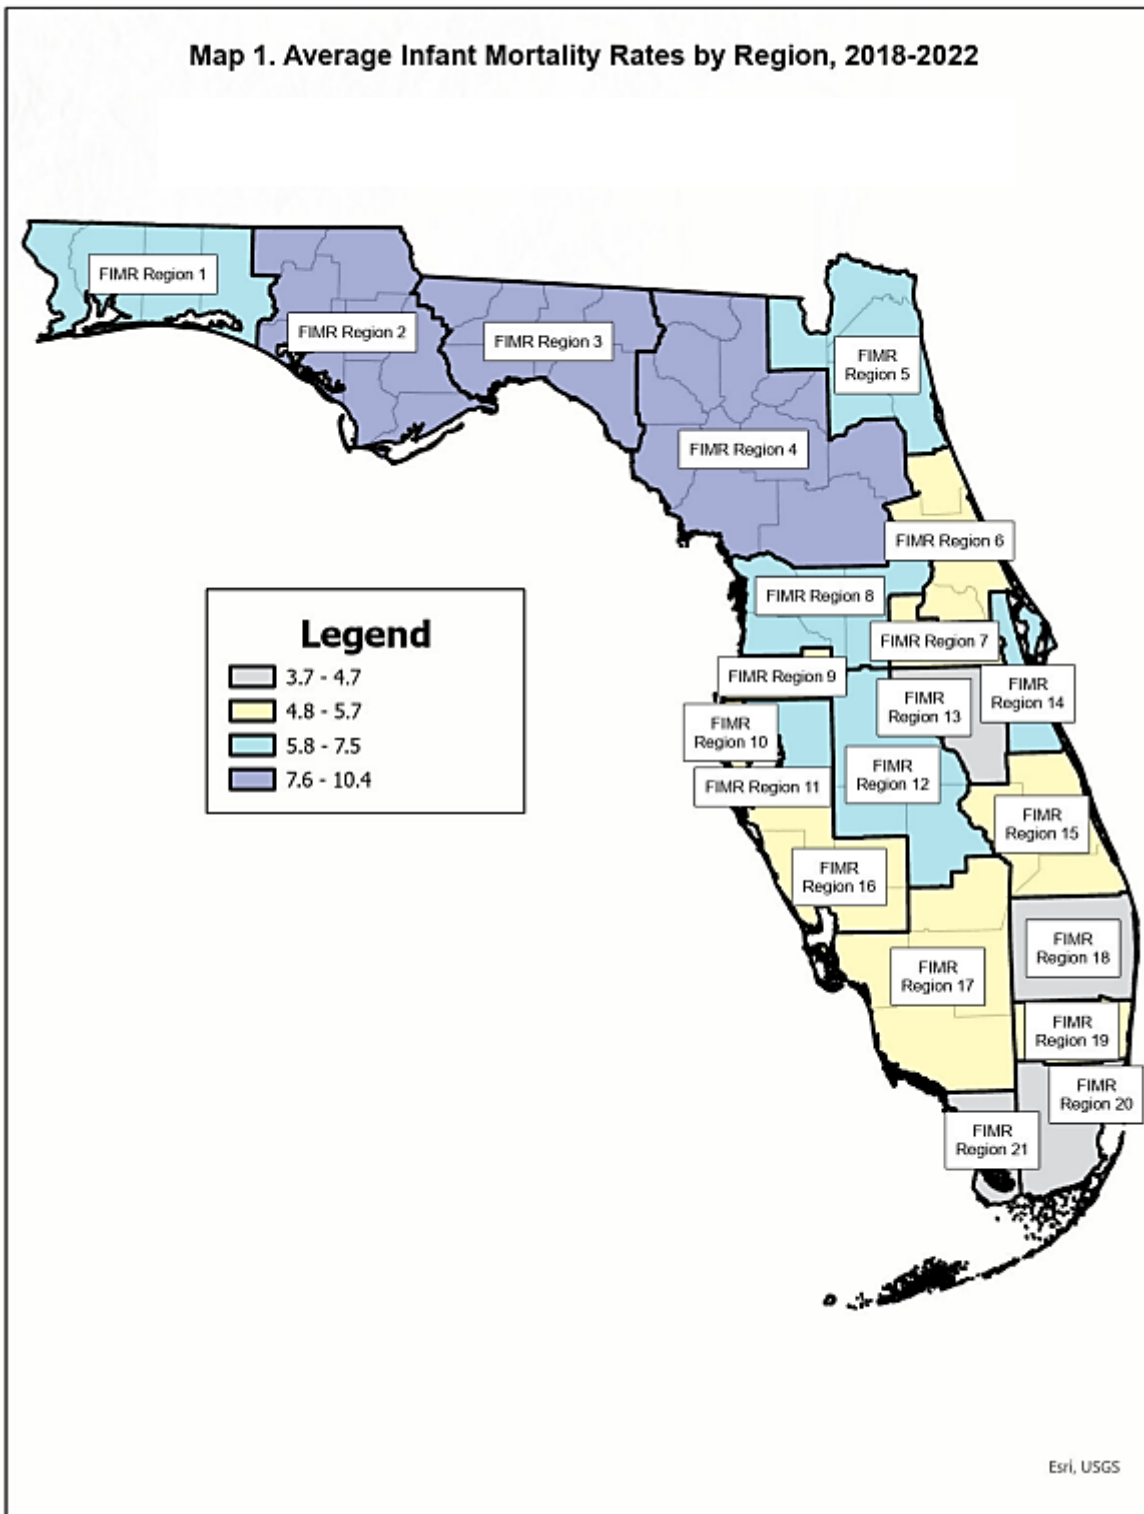 Map 1. Average Infant Mortality Rates by Region, 2018-2022
FIMR Region 1
FIMR Region 2
FIMR Region 3
FIMR
Region 5
FIMR Region 4
FIMR Region 6
FIMR Region 8
FIMR Region 7
FIMR Region 9
FIMR
Region 13
FIMR
Region 14
FIMR
Region 10
FIMR Region 11
FIMR
Region 12
FIMR
Region 15
FIMR
Region 16
FIMR
Region 18
FIMR
Region 17
FIMR
Region 19
FIMR
Region 20
FIMR
Region 21
Legend
3.7 - 4.7
4.8 - 5.7
5.8 - 7.5
7.6 - 10.4
Esri, USGS